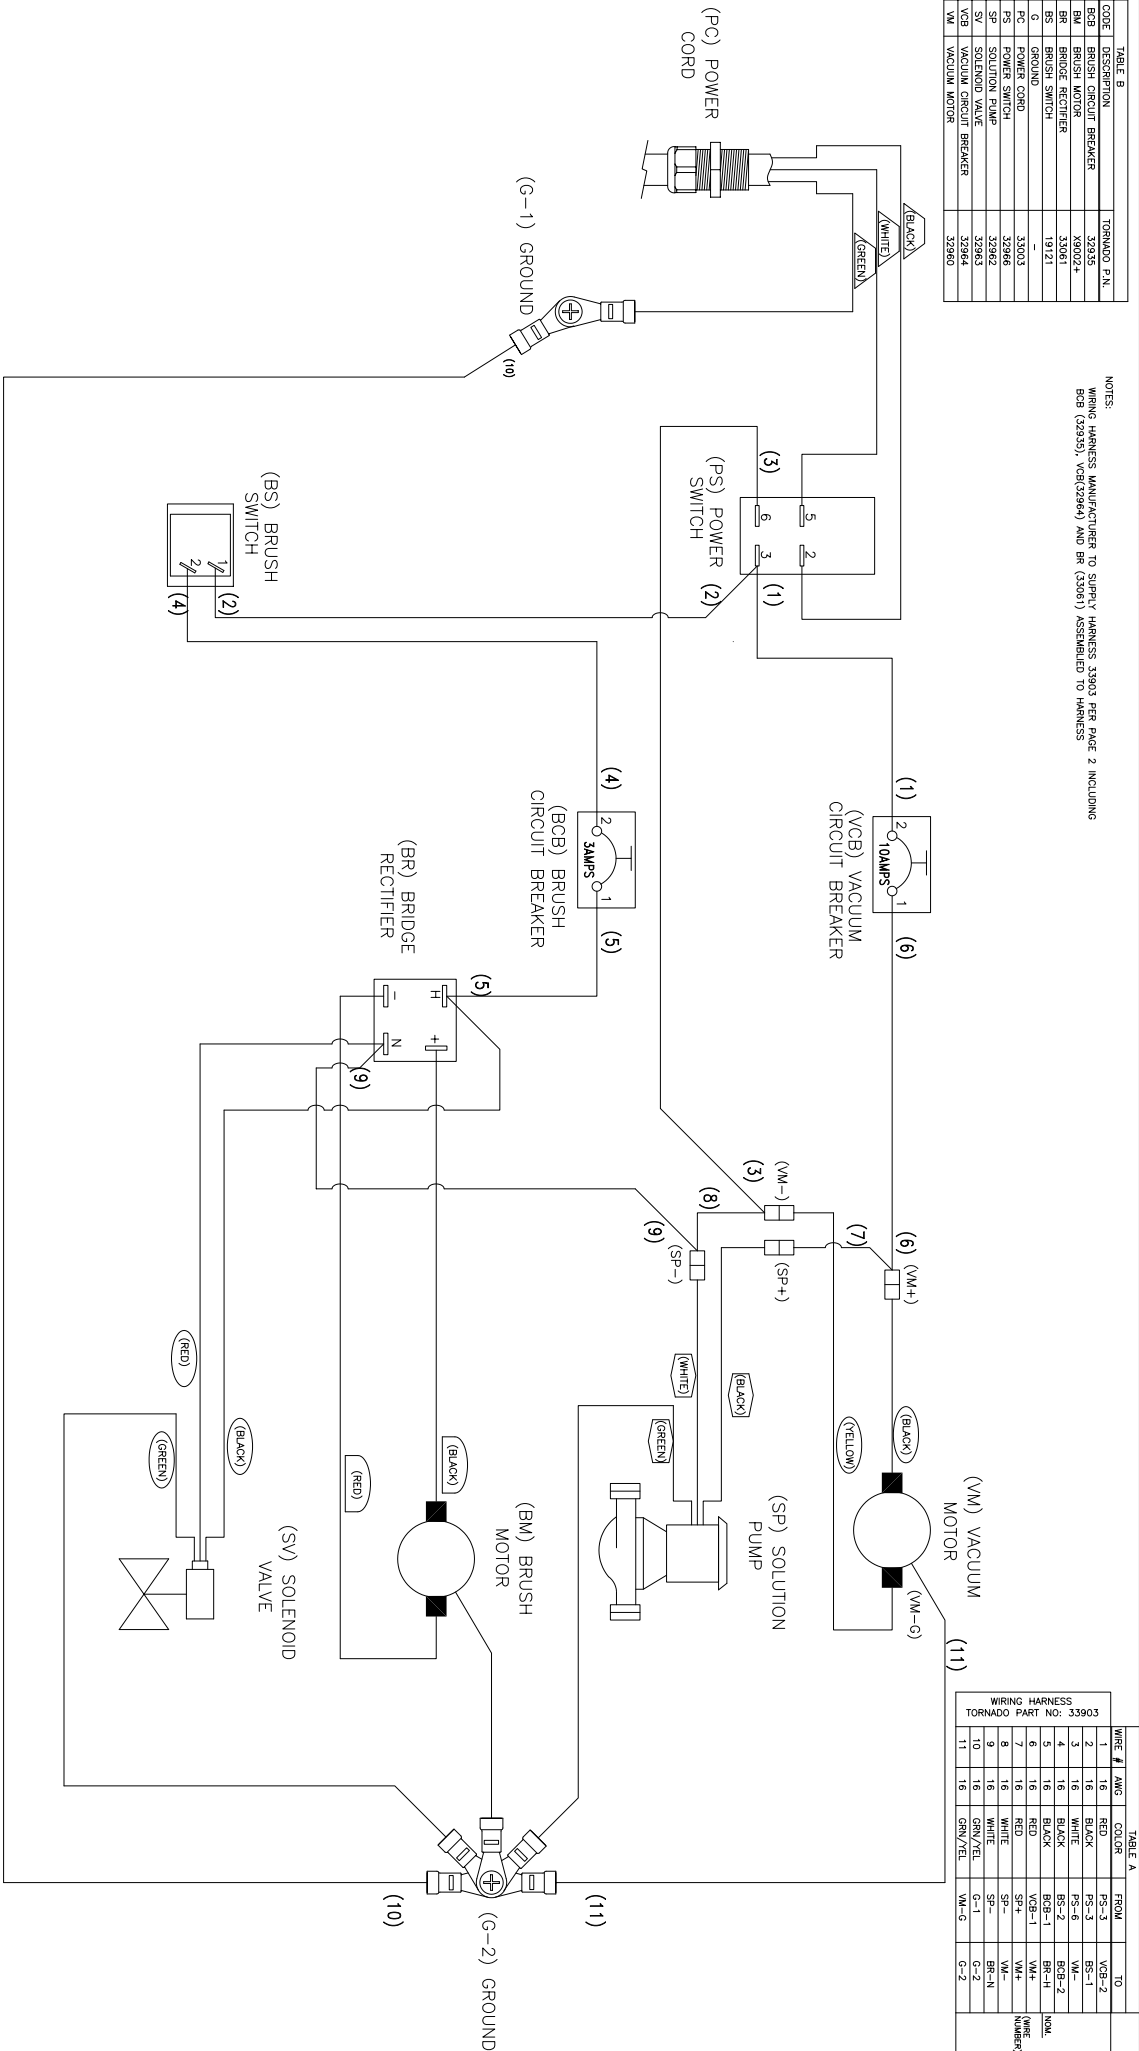 TABLE B
CODE DESCRIPTION TORNADO P.N.
BCB BRUSH CIRCUIT BREAKER 32935
BM BRUSH MOTOR X9002+
BR BRIDGE RECTIFIER 33061
BS BRUSH SWITCH 19121
G GROUND –
PC POWER CORD 33003
PS POWER SWITCH 32966
SP SOLUTION PUMP 32962
SV SOLENOID VALVE 32963
VCB VACUUM CIRCUIT BREAKER 32964
VM VACUUM MOTOR 32960
NOTES:
WIRING HARNESS MANUFACTURER TO SUPPLY HARNESS 33903 PER PAGE 2 INCLUDING
BCB (32935), VCB(32964) AND BR (33061) ASSEMBLIED TO HARNESS
TABLE A
WIRE # AWG COLOR FROM TO
1 16 RED PS-3 VCB-2
2 16 BLACK PS-3 BS-1
3 16 WHITE PS-6 VM-
4 16 BLACK BS-2 BCB-2
5 16 BLACK BCB-1 BR-H
6 16 RED VCB-1 VM+
7 16 RED SP+ VM+
8 16 WHITE SP- VM-
9 16 WHITE SP- BR-N
10 16 GRN/YEL G-1 G-2
11 16 GRN/YEL VM-G G-2
WIRING HARNESS
TORNADO PART NO: 33903
NOM.
(WIRE
NUMBER)
(PC) POWER
CORD
(BLACK)
(WHITE)
(GREEN)
(G-1) GROUND
(10)
(3)
(PS) POWER
SWITCH
5
2
6
3
(1)
(2)
(BS) BRUSH
SWITCH
1
2
(2)
(4)
(1)
2
10AMPS
1
(6)
(VCB) VACUUM
CIRCUIT BREAKER
(4)
2
3AMPS
1
(5)
(BCB) BRUSH
CIRCUIT BREAKER
(BR) BRIDGE
RECTIFIER
(5)
H
-
+
N
(9)
(3)
(VM-)
(8)
(9)
(SP-)
(SP+)
(7)
(6)
(VM+)
(BLACK)
(YELLOW)
(VM) VACUUM
MOTOR
(VM-G)
(11)
(BLACK)
(WHITE)
(GREEN)
(SP) SOLUTION
PUMP
(BLACK)
(RED)
(BM) BRUSH
MOTOR
(RED)
(BLACK)
(GREEN)
(SV) SOLENOID
VALVE
(11)
(10)
(G-2) GROUND